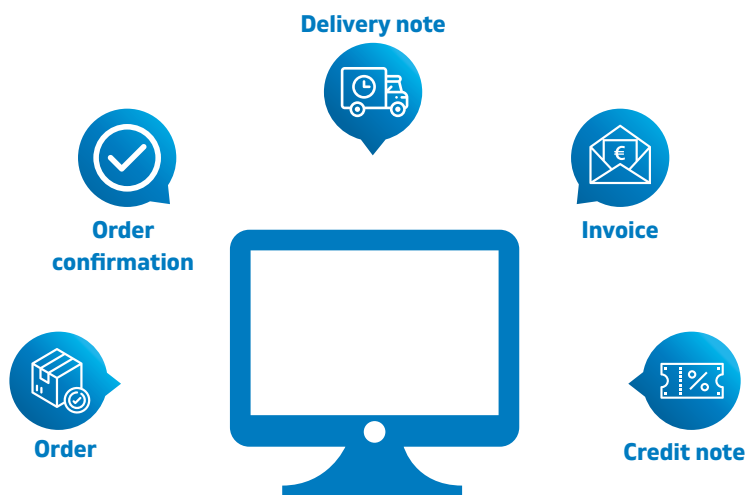 Delivery note
Order
confirmation
€
Invoice
Order
%
Credit note